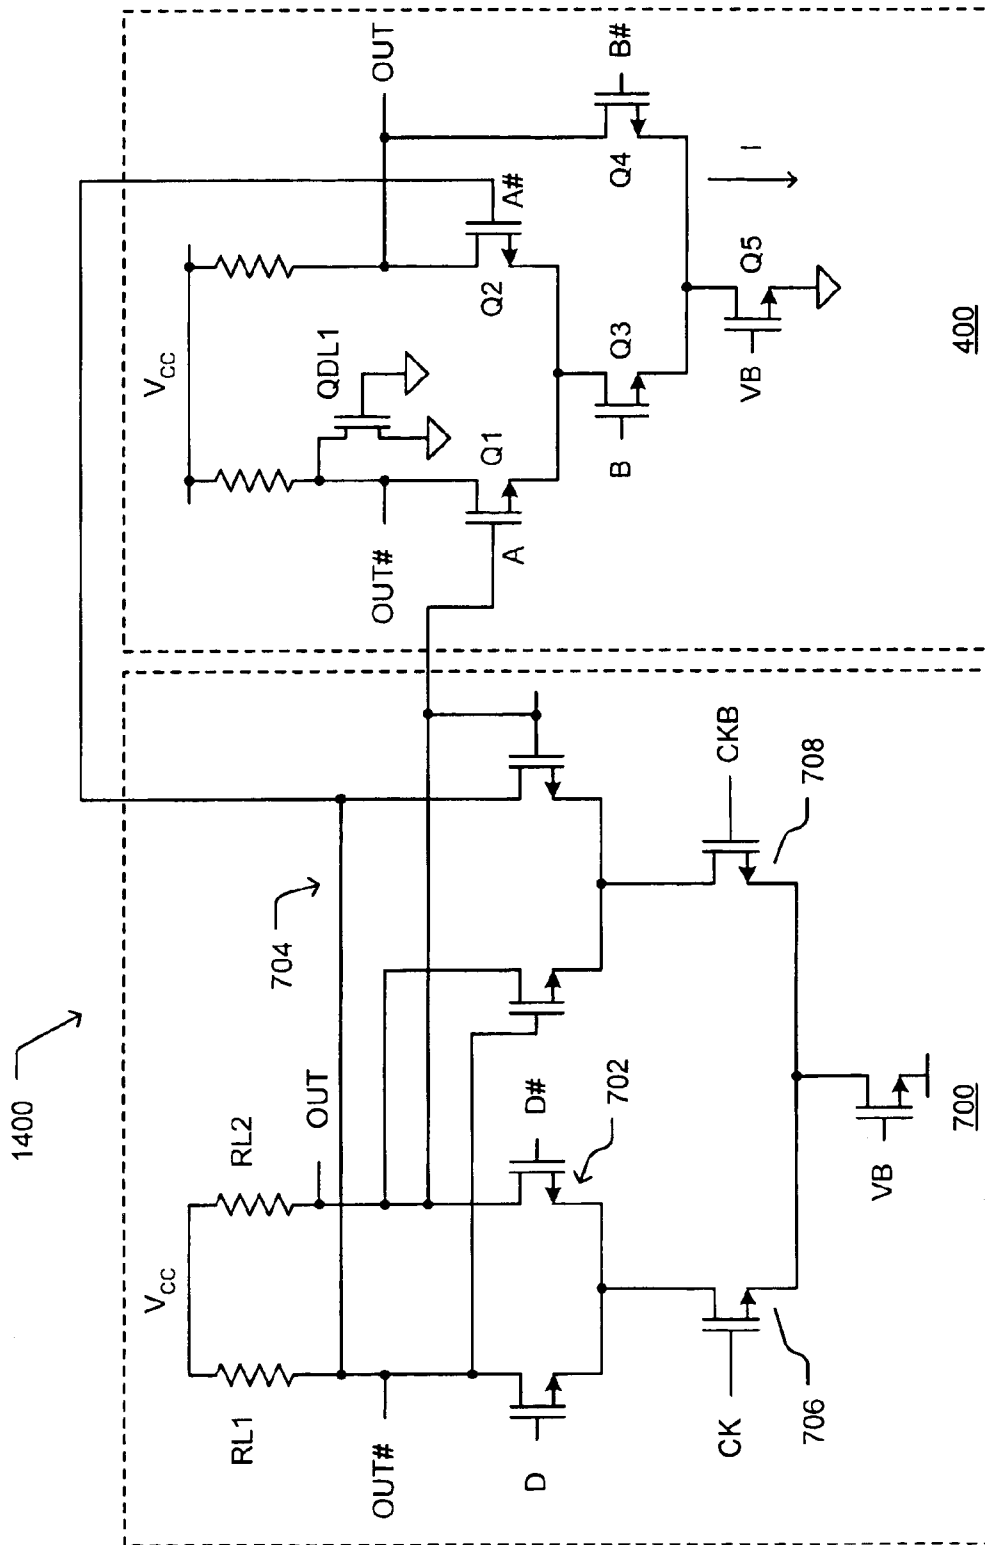 1400
V_CC
RL1
RL2
OUT
OUT#
D
D#
702
704
CK
706
CKB
708
VB
700
V_CC
QDL1
OUT#
OUT
Q1
A
Q2
A#
B
Q3
Q4
B#
I
VB
Q5
400